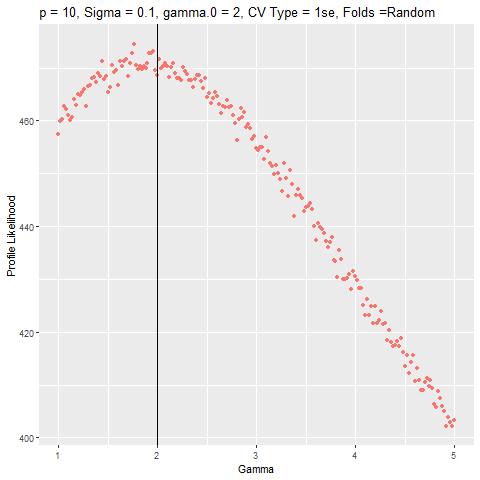 p = 10, Sigma = 0.1, gamma.0 = 2, CV Type = 1se, Folds =Random
Profile Likelihood
460
440
420
400
1 2 3 4 5
Gamma